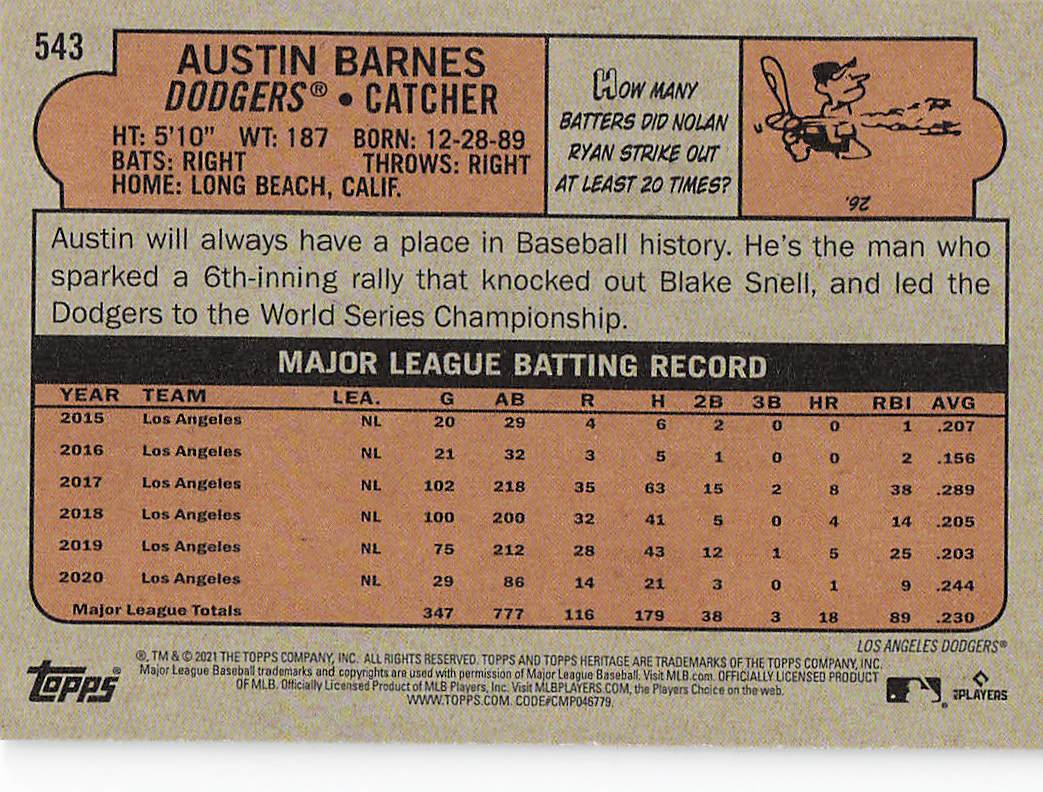 543
AUSTIN BARNES
DODGERS® • CATCHER
HT: 5'10" WT: 187 BORN: 12-28-89
BATS: RIGHT THROWS: RIGHT
HOME: LONG BEACH, CALIF.
HOW MANY
BATTERS DID NOLAN
RYAN STRIKE OUT
AT LEAST 20 TIMES?
26.
Austin will always have a place in Baseball history. He's the man who
sparked a 6th-inning rally that knocked out Blake Snell, and led the
Dodgers to the World Series Championship.
MAJOR LEAGUE BATTING RECORD
YEAR TEAM LEA. G AB R H 2B 3B HR RBI AVG
2015 Los Angeles NL 20 29 4 6 2 0 0 1 .207
2016 Los Angeles NL 21 32 3 5 1 0 0 2 .156
2017 Los Angeles NL 102 218 35 63 15 2 8 38 .289
2018 Los Angeles NL 100 200 32 41 5 0 4 14 .205
2019 Los Angeles NL 75 212 28 43 12 1 5 25 .203
2020 Los Angeles NL 29 86 14 21 3 0 1 9 .244
Major League Totals 347 777 116 179 38 3 18 89 .230
LOS ANGELES DODGERS®
®, TM & © 2021 THE TOPPS COMPANY, INC. ALL RIGHTS RESERVED. TOPPS AND TOPPS HERITAGE ARE TRADEMARKS OF THE TOPPS COMPANY, INC.
Major League Baseball trademarks and copyrights are used with permission of Major League Baseball. Visit MLB.com. OFFICIALLY LICENSED PRODUCT
OF MLB. Officially Licensed Product of MLB Players, Inc. Visit MLBPLAYERS.COM, the Players Choice on the web.
WWW.TOPPS.COM. CODE#CMP046779.
TOPPS®
PLAYERS